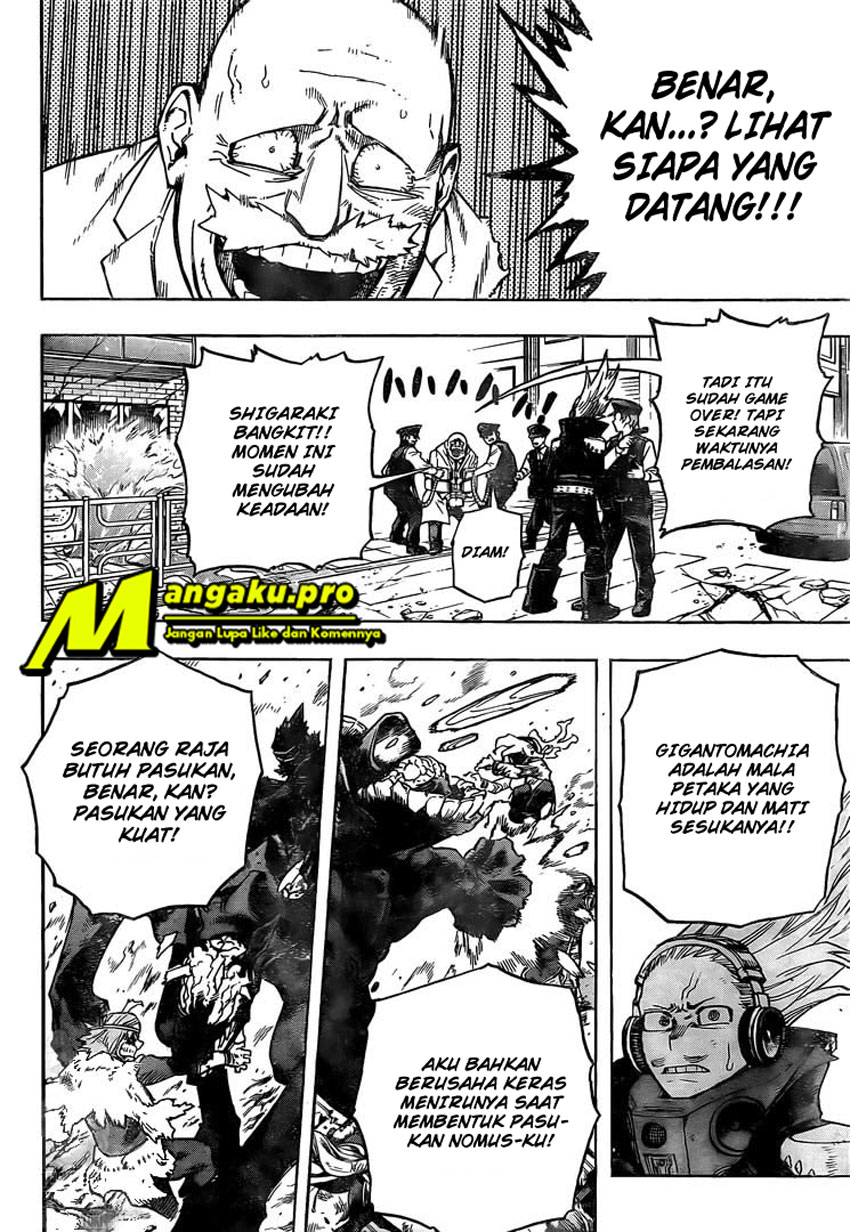 BENAR,
KAN...? LIHAT
SIAPA YANG
DATANG!!!
TADI ITU
SUDAH GAME
OVER! TAPI
SEKARANG
WAKTUNYA
PEMBALASAN!
SHIGARAKI
BANGKIT!!
MOMEN INI
SUDAH
MENGUBAH
KEADAAN!
DIAM!
Mangaku.pro
Jangan Lupa Like dan Komennya
GIGANTOMACHIA
ADALAH MALA
PETAKA YANG
HIDUP DAN MATI
SESUKANYA!!
AKU BAHKAN
BERUSAHA KERAS
MENIRUNYA SAAT
MEMBENTUK PASU-
KAN NOMUS-KU!
SEORANG RAJA
BUTUH PASUKAN,
BENAR, KAN?
PASUKAN YANG
KUAT!